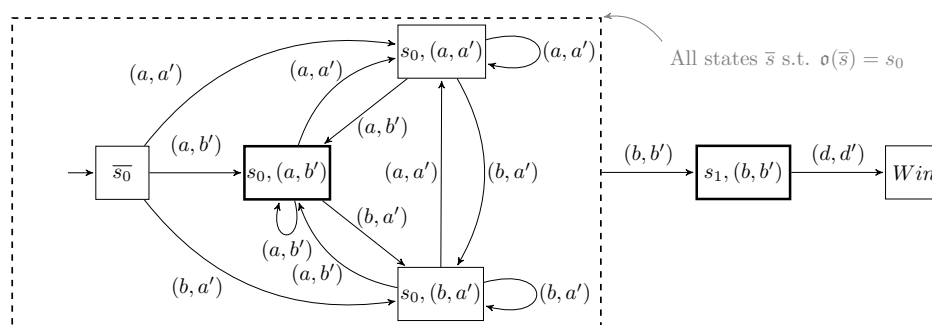 s₀, (a, a′)
(a, a′)
All states s̅ s.t. 𝔬(s̅) = s₀
(a, a′)
(a, a′)
(a, b′)
(a, b′)
s̅₀
s₀, (a, b′)
(a, a′)
(b, a′)
(b, b′)
s₁, (b, b′)
(d, d′)
Win
(b, a′)
(a, b′)
(a, b′)
(b, a′)
s₀, (b, a′)
(b, a′)